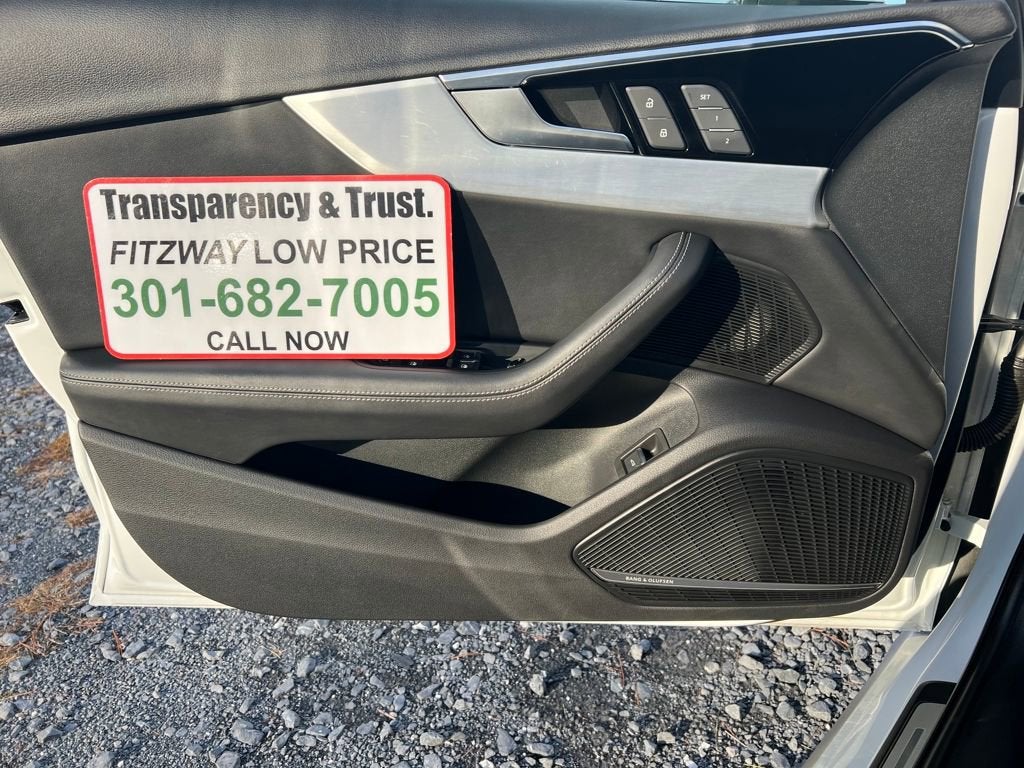 SET
1
2
Transparency & Trust.
FITZWAY LOW PRICE
301-682-7005
CALL NOW
BANG & OLUFSEN